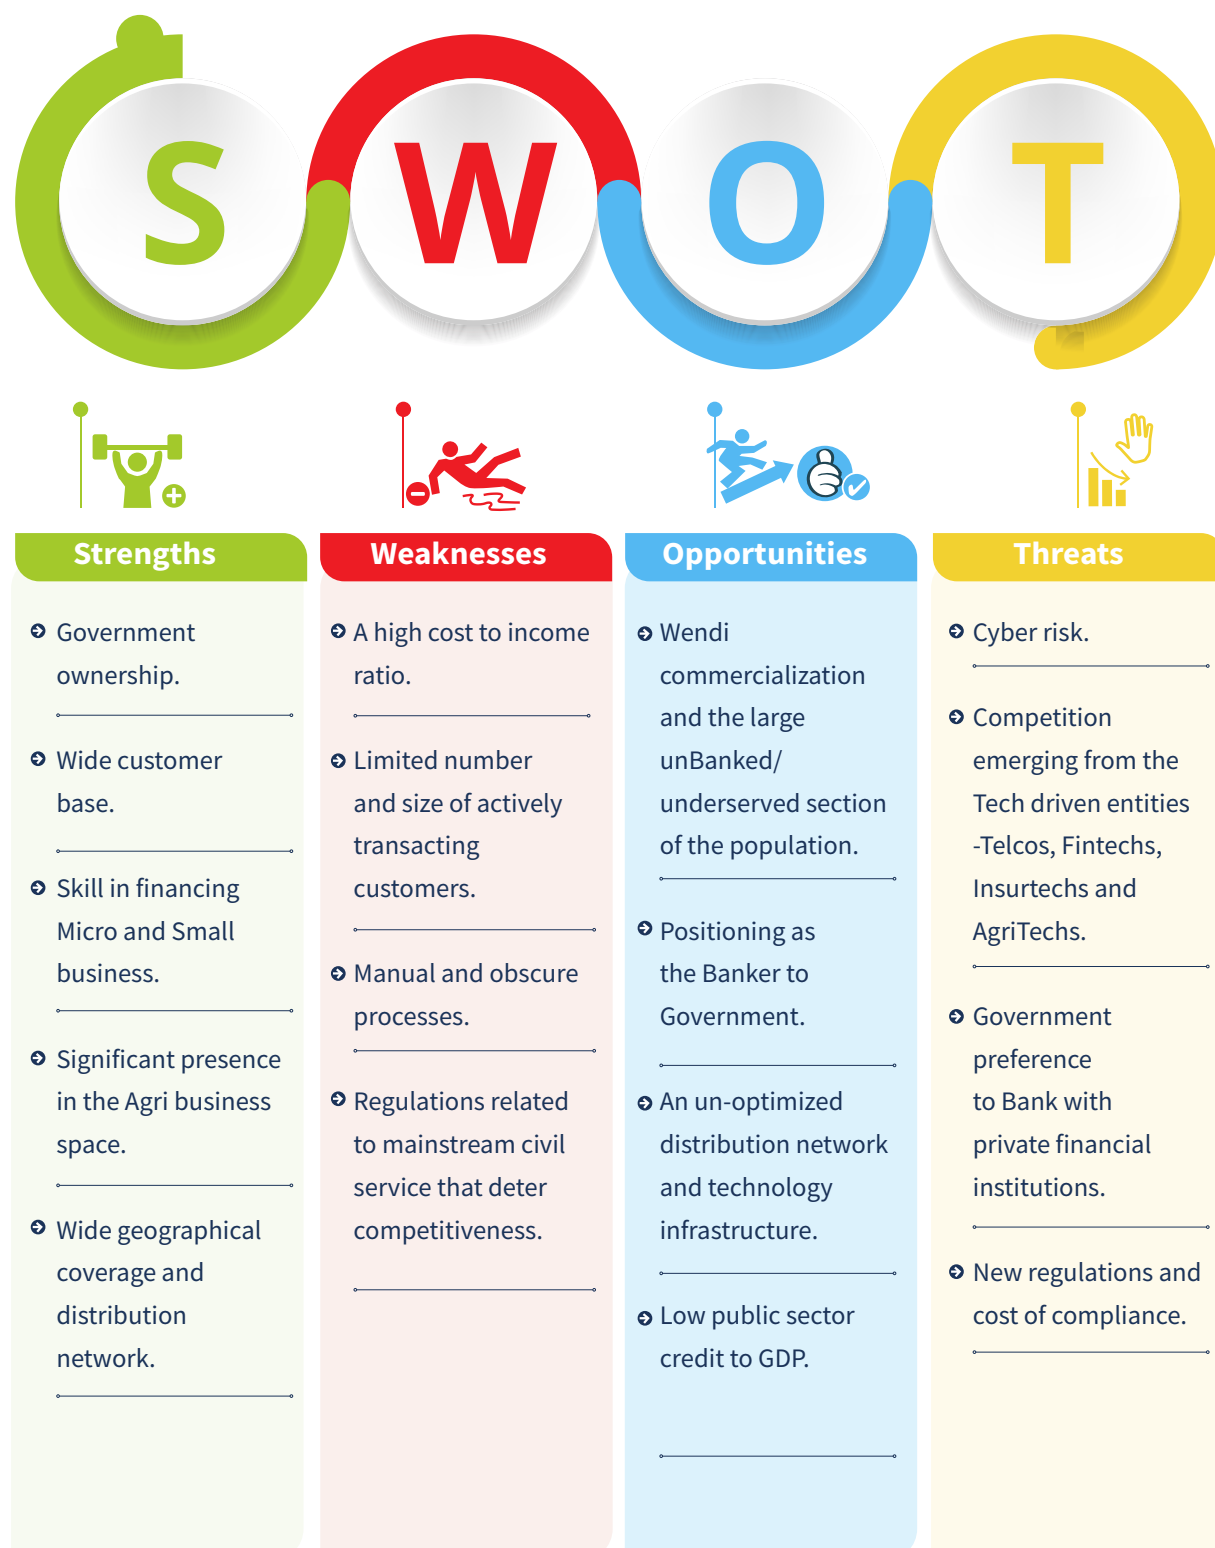 S W O T
Strengths
Government
ownership.
Wide customer
base.
Skill in financing
Micro and Small
business.
Significant presence
in the Agri business
space.
Wide geographical
coverage and
distribution
network.
Weaknesses
A high cost to income
ratio.
Limited number
and size of actively
transacting
customers.
Manual and obscure
processes.
Regulations related
to mainstream civil
service that deter
competitiveness.
Opportunities
Wendi
commercialization
and the large
unBanked/
underserved section
of the population.
Positioning as
the Banker to
Government.
An un-optimized
distribution network
and technology
infrastructure.
Low public sector
credit to GDP.
Threats
Cyber risk.
Competition
emerging from the
Tech driven entities
-Telcos, Fintechs,
Insurtechs and
AgriTechs.
Government
preference
to Bank with
private financial
institutions.
New regulations and
cost of compliance.